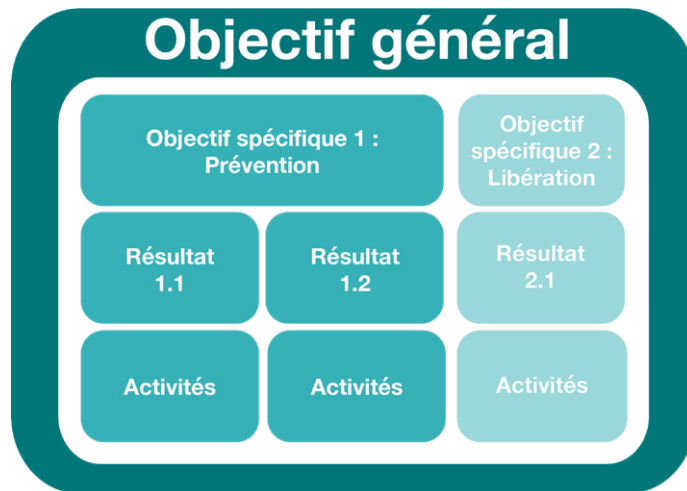 Objectif général
Objectif spécifique 1 :
Prévention
Objectif
spécifique 2 :
Libération
Résultat
1.1
Résultat
1.2
Résultat
2.1
Activités
Activités
Activités